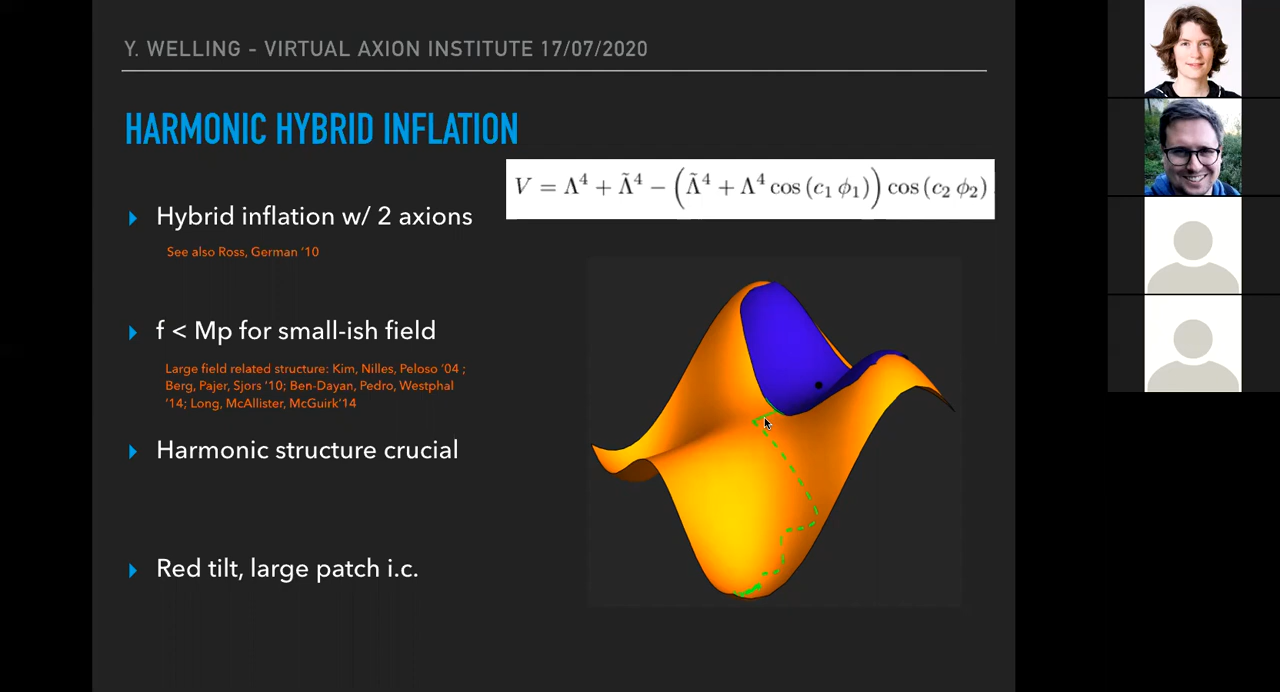 Y. WELLING - VIRTUAL AXION INSTITUTE 17/07/2020
HARMONIC HYBRID INFLATION
V = Λ⁴ + Λ̃⁴ − (Λ̃⁴ + Λ⁴ cos (c₁ ϕ₁)) cos (c₂ ϕ₂)
Hybrid inflation w/ 2 axions
See also Ross, German ‘10
f < Mp for small-ish field
Large field related structure: Kim, Nilles, Peloso ‘04 ;
Berg, Pajer, Sjors ‘10; Ben-Dayan, Pedro, Westphal
‘14; Long, McAllister, McGuirk‘14
Harmonic structure crucial
Red tilt, large patch i.c.